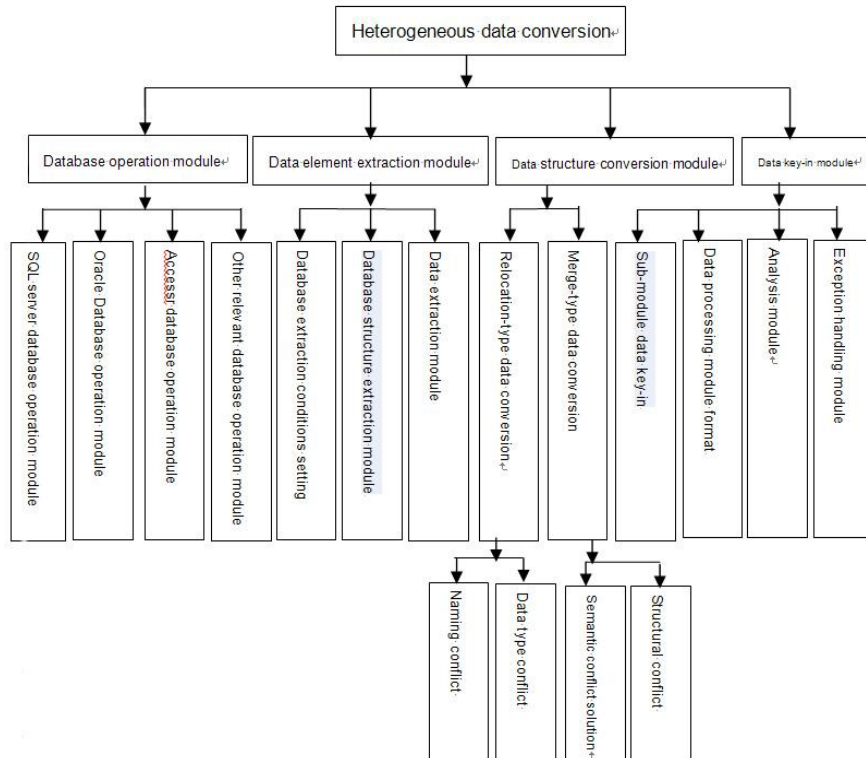 Heterogeneous data conversion
Database operation module
Data element extraction module
Data structure conversion module
Data key-in module
SQL server database operation module
Oracle Database operation module
Accessr database operation module
Other relevant database operation module
Database extraction conditions setting
Database structure extraction module
Data extraction module
Relocation-type data conversion
Merge-type data conversion
Sub-module data key-in
Data processing module format
Analysis module
Exception handling module
Naming conflict
Data type conflict
Semantic conflict solution
Structural conflict